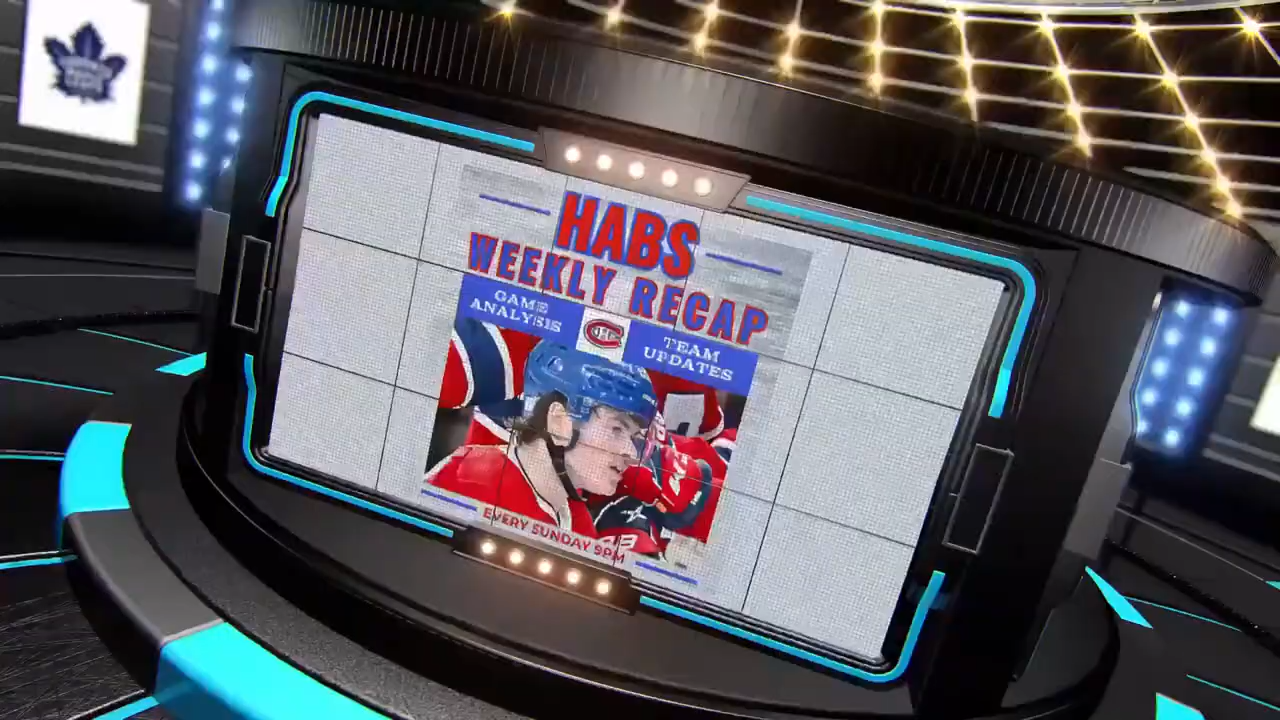 HABS
WEEKLY RECAP
GAME
ANALYSIS
TEAM
UPDATES
EVERY SUNDAY 9PM